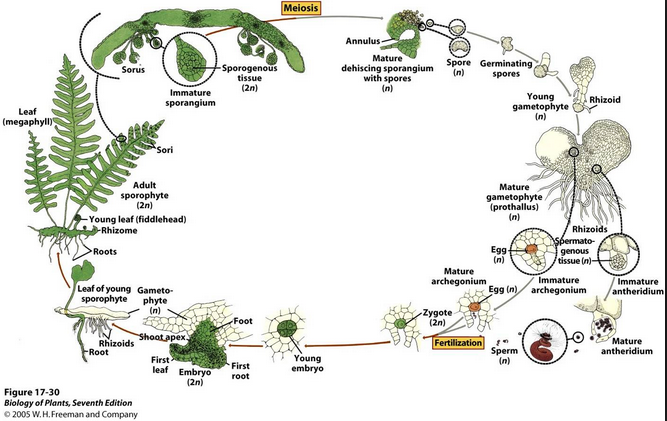 Meiosis
Sorus
Sporogenous
tissue
(2n)
Immature
sporangium
Annulus
Mature
dehiscing sporangium
with spores
(n)
Spore
(n)
Germinating
spores
Young
gametophyte
(n)
Rhizoid
Leaf
(megaphyll)
Sori
Adult
sporophyte
(2n)
Young leaf (fiddlehead)
Rhizome
Roots
Mature
gametophyte
(prothallus)
(n)
Rhizoids
Egg
(n)
Spermato-
genous
tissue (n)
Immature
archegonium
Immature
antheridium
Mature
archegonium
Egg (n)
Zygote
(2n)
Fertilization
Sperm
(n)
Mature
antheridium
Leaf of young
sporophyte
Gameto-
phyte
(n)
Foot
Shoot apex
Rhizoids
Root
First
leaf
Embryo
(2n)
First
root
Young
embryo
Figure 17-30
Biology of Plants, Seventh Edition
© 2005 W.H. Freeman and Company